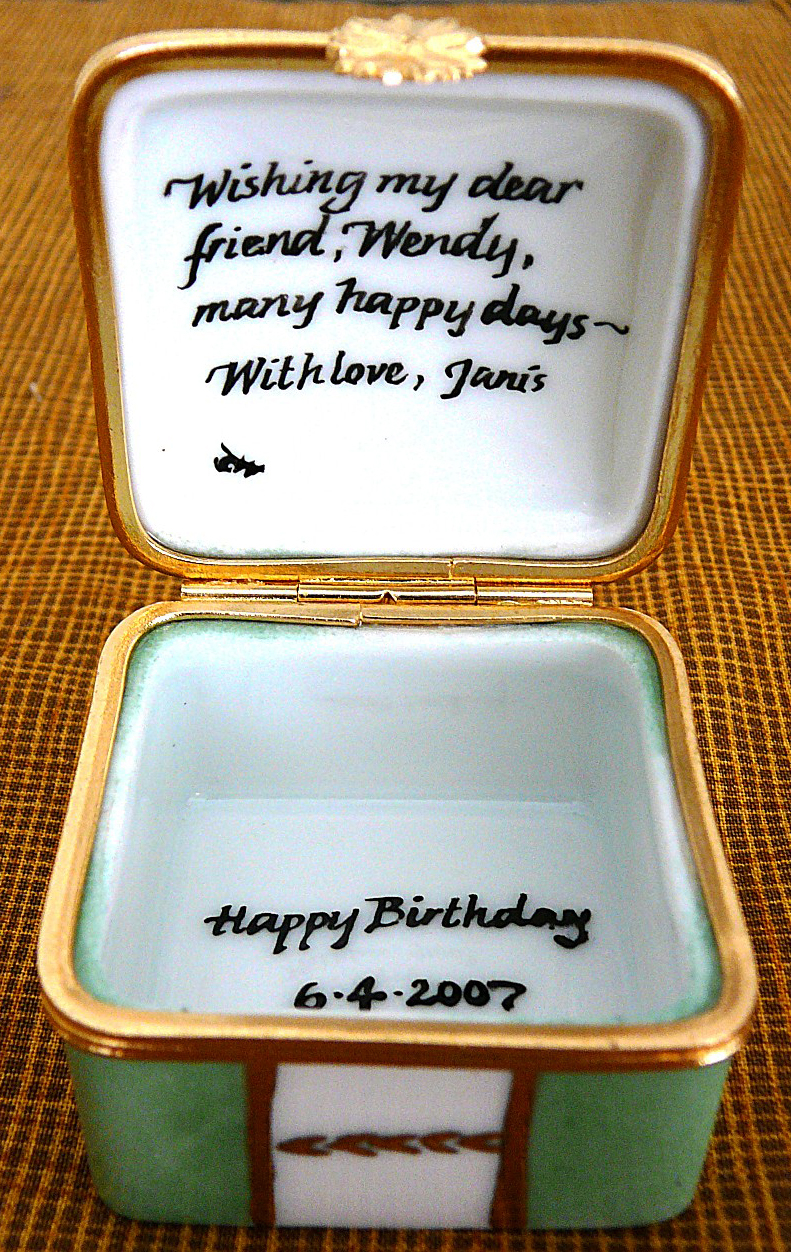 Wishing my dear
friend, Wendy,
many happy days~
With love, Janis
Happy Birthday
6·4·2007